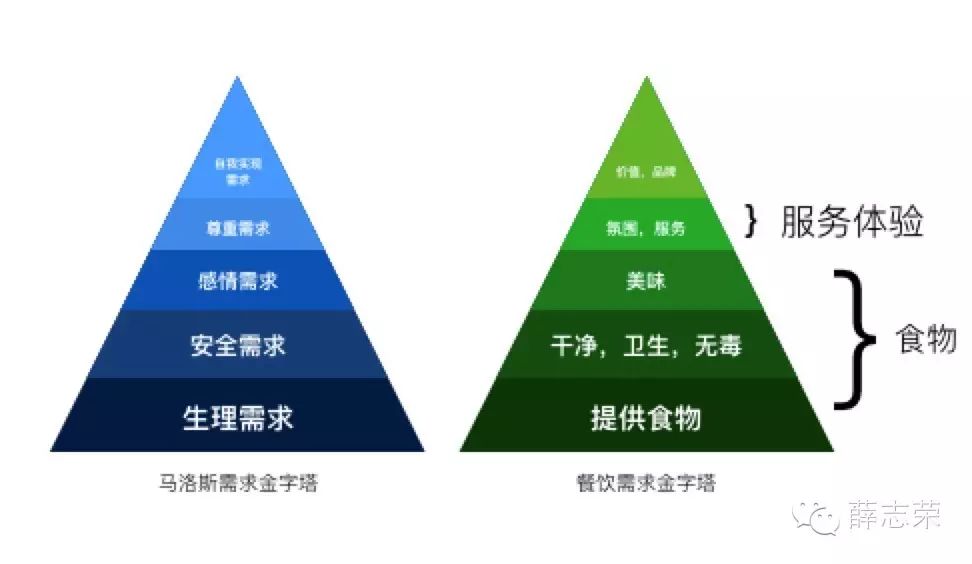 自我实现
需求
尊重需求
感情需求
安全需求
生理需求
马洛斯需求金字塔
价值，品牌
氛围，服务
美味
干净，卫生，无毒
提供食物
餐饮需求金字塔
} 服务体验
} 食物
薛志荣